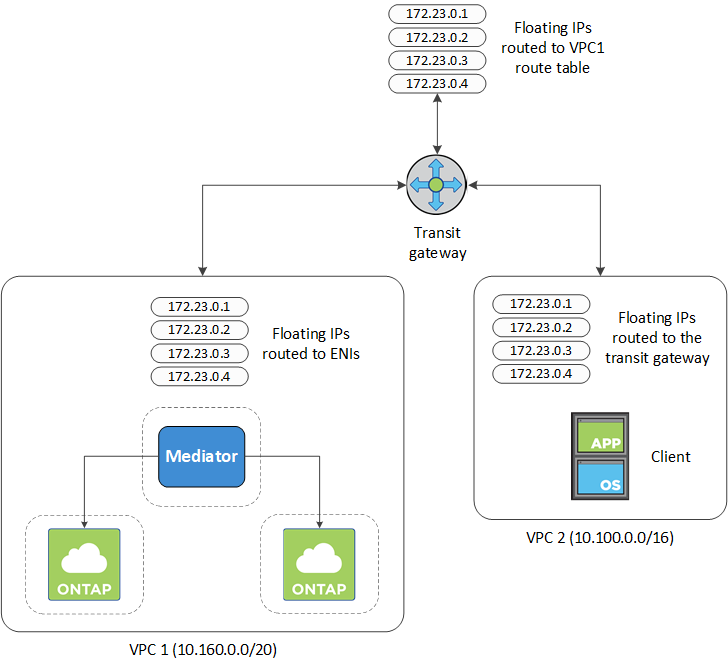 172.23.0.1
172.23.0.2
172.23.0.3
172.23.0.4
Floating IPs
routed to VPC1
route table
Transit
gateway
172.23.0.1
172.23.0.2
172.23.0.3
172.23.0.4
Floating IPs
routed to ENIs
Mediator
ONTAP
ONTAP
VPC 1 (10.160.0.0/20)
172.23.0.1
172.23.0.2
172.23.0.3
172.23.0.4
Floating IPs
routed to the
transit gateway
APP
OS
Client
VPC 2 (10.100.0.0/16)